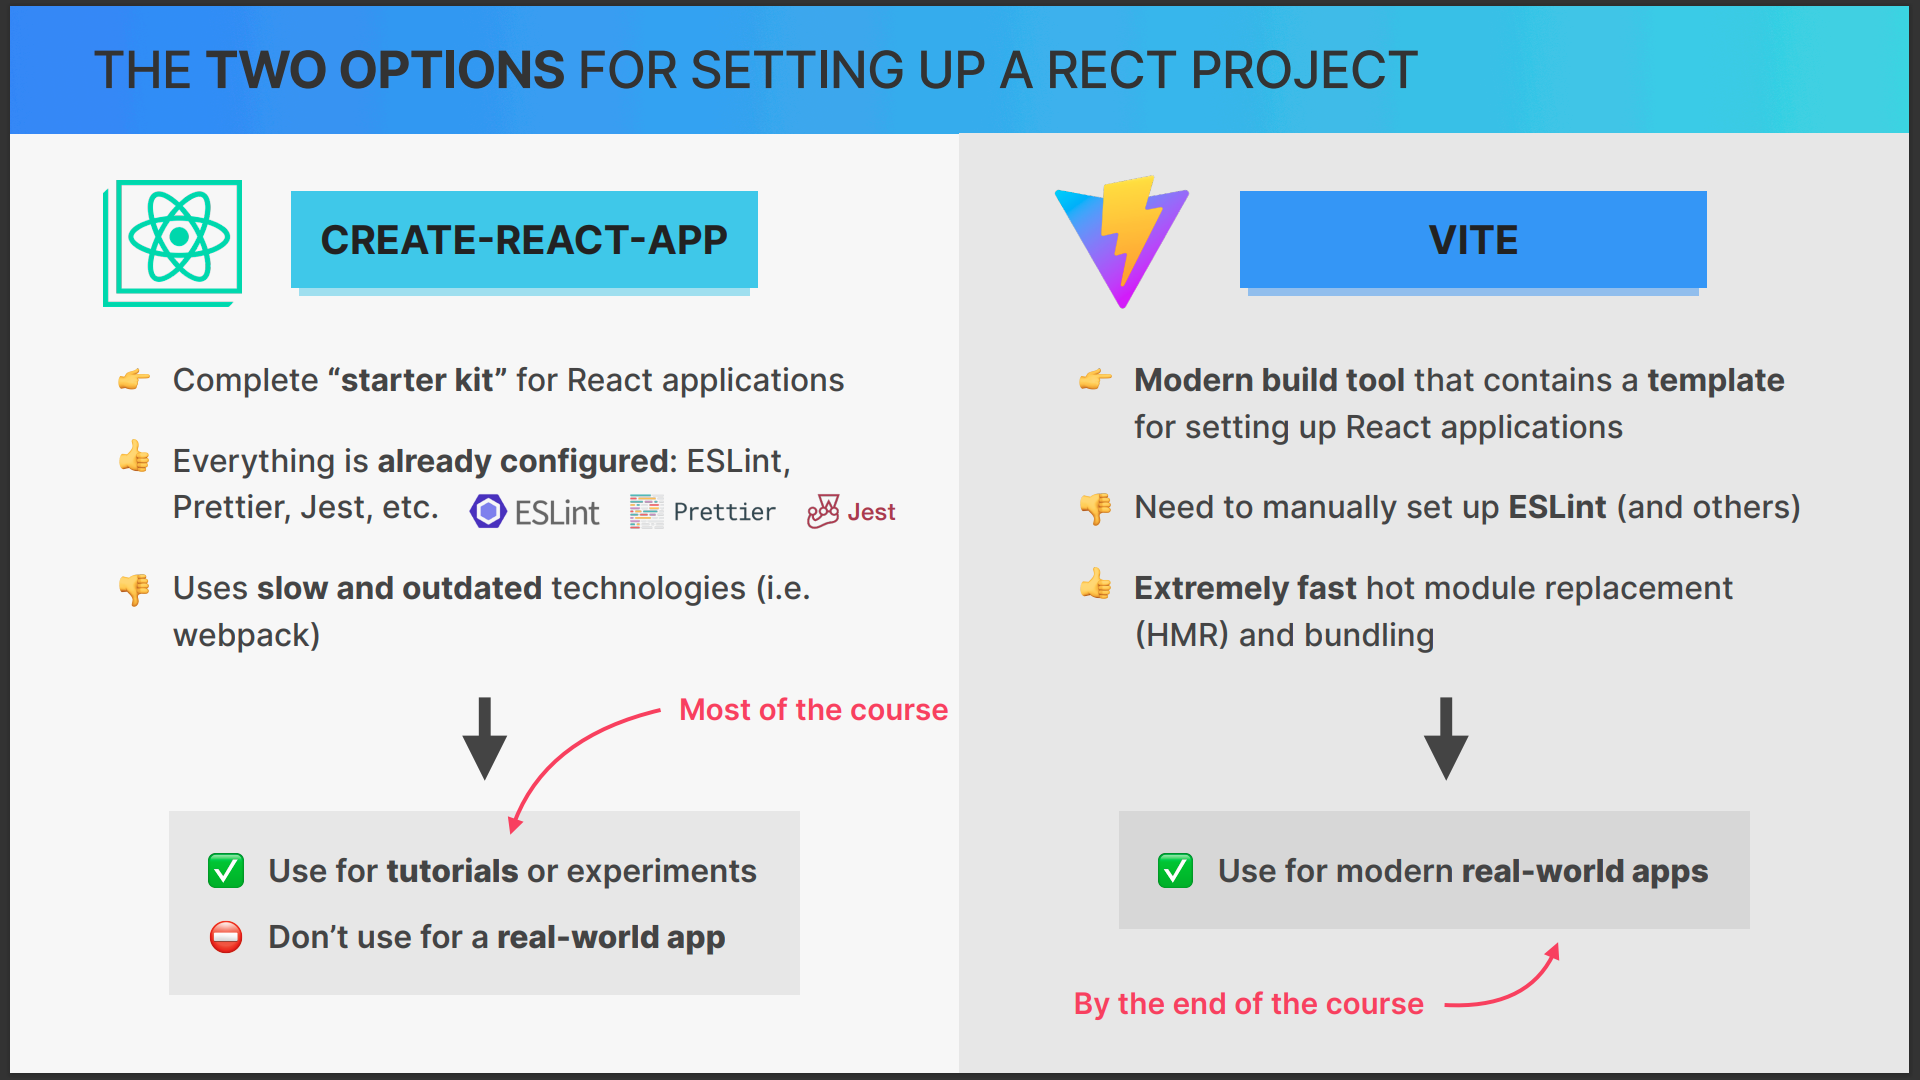 THE TWO OPTIONS FOR SETTING UP A RECT PROJECT
CREATE-REACT-APP
Complete “starter kit” for React applications
Everything is already configured: ESLint,
Prettier, Jest, etc.
ESLint
Prettier
Jest
Uses slow and outdated technologies (i.e.
webpack)
Most of the course
Use for tutorials or experiments
Don’t use for a real-world app
VITE
Modern build tool that contains a template
for setting up React applications
Need to manually set up ESLint (and others)
Extremely fast hot module replacement
(HMR) and bundling
Use for modern real-world apps
By the end of the course